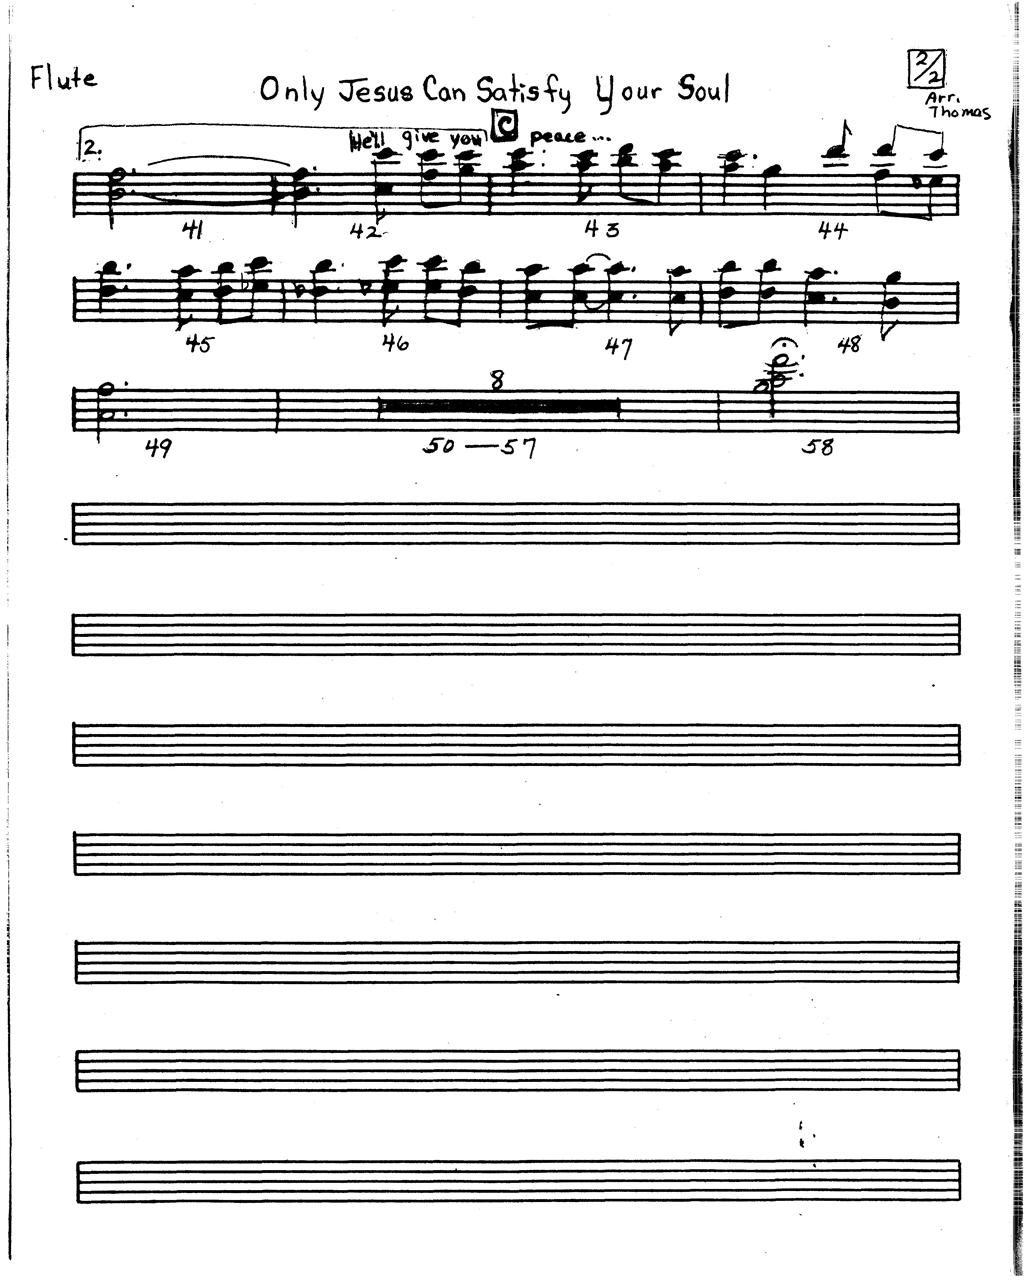 Flute
Only Jesus Can Satisfy Your Soul
2/2
Arr.
Thomas
2.
He'll give you C peace...
41 42 43 44
45 46 47 48
8
49 50—57 58